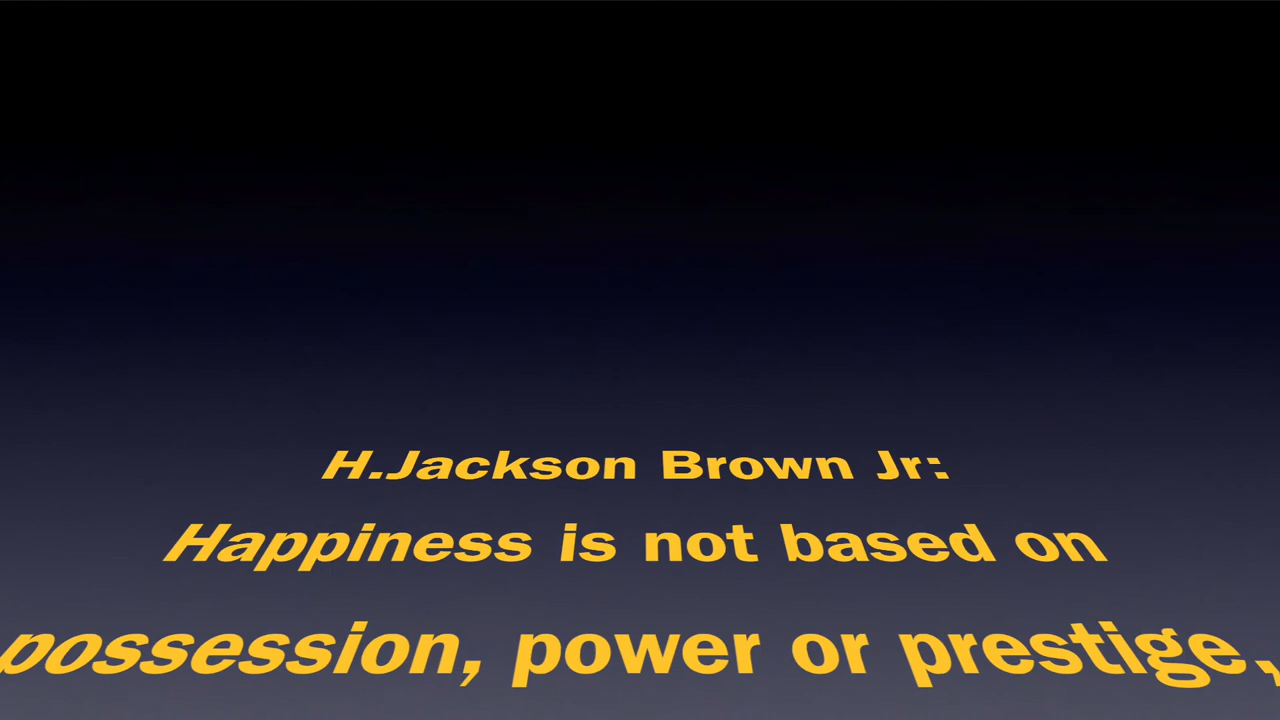 H.Jackson Brown Jr:
Happiness is not based on
possession, power or prestige,